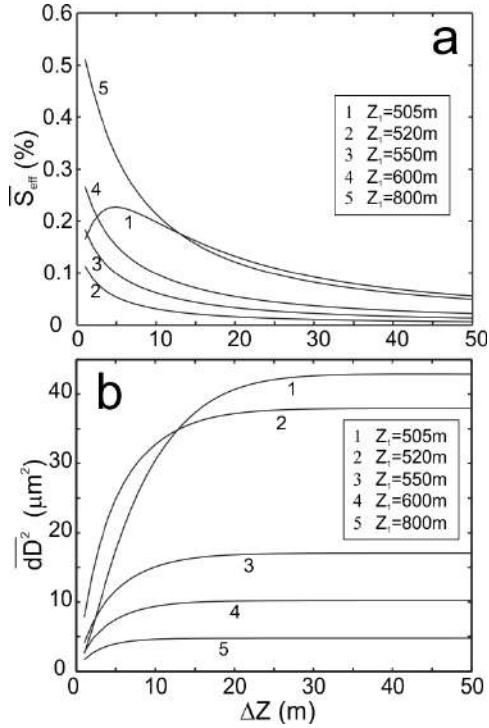 a
0.6
0.5
0.4
0.3
0.2
0.1
0
S̅eff (%)
5
4
1
3
2
1 Z₁=505m
2 Z₁=520m
3 Z₁=550m
4 Z₁=600m
5 Z₁=800m
0 10 20 30 40 50
b
40
30
20
10
0
dD² (μm²)
1
2
3
4
5
1 Z₁=505m
2 Z₁=520m
3 Z₁=550m
4 Z₁=600m
5 Z₁=800m
0 10 20 30 40 50
ΔZ (m)